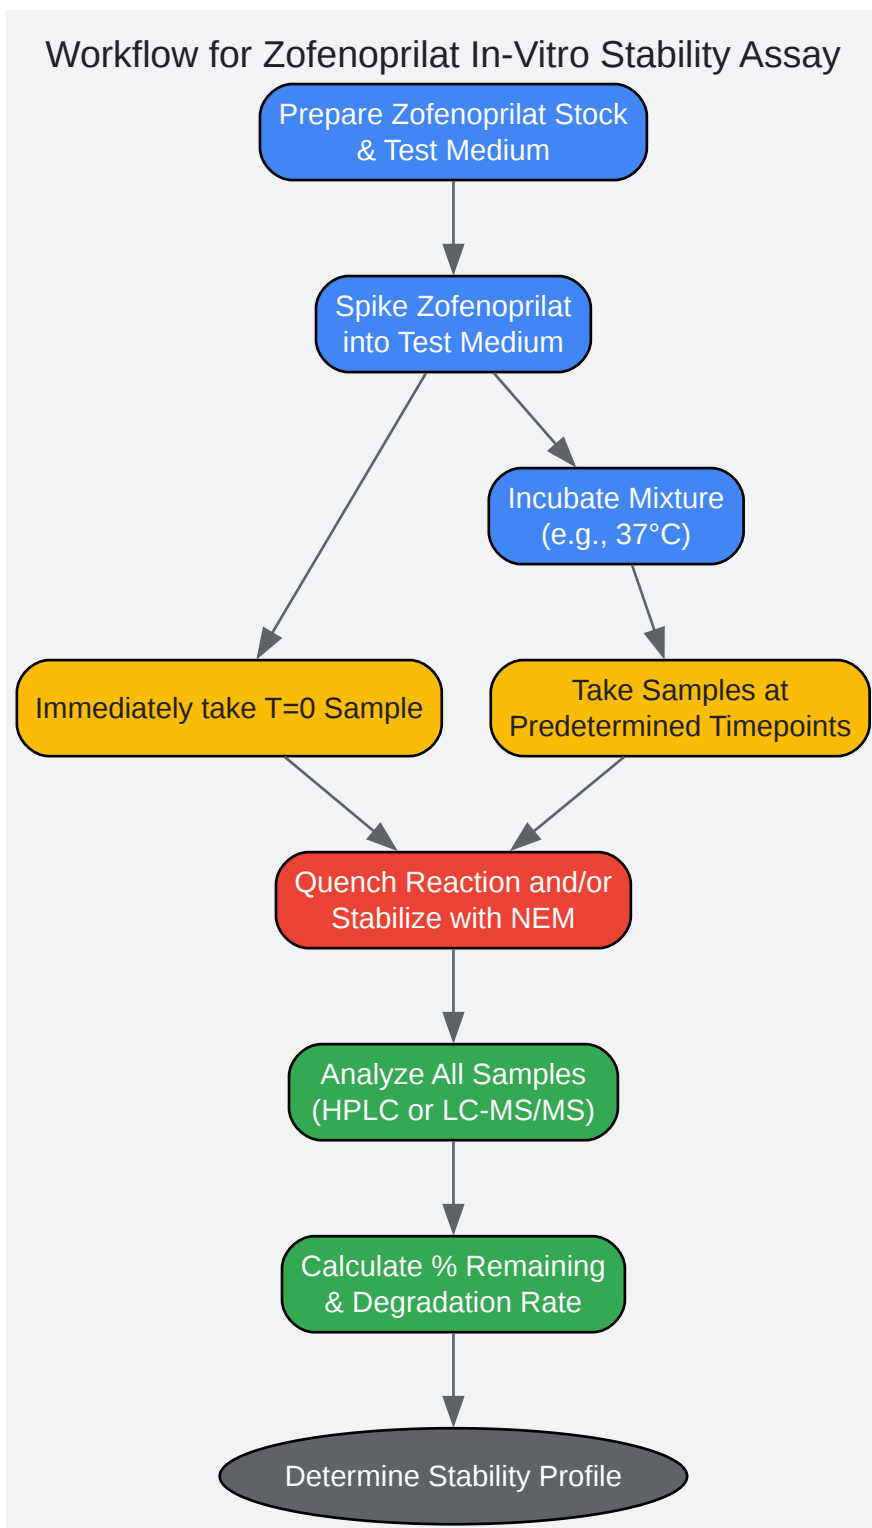 Workflow for Zofenoprilat In-Vitro Stability Assay
Prepare Zofenoprilat Stock
& Test Medium
Spike Zofenoprilat
into Test Medium
Incubate Mixture
(e.g., 37°C)
Immediately take T=0 Sample
Take Samples at
Predetermined Timepoints
Quench Reaction and/or
Stabilize with NEM
Analyze All Samples
(HPLC or LC-MS/MS)
Calculate % Remaining
& Degradation Rate
Determine Stability Profile